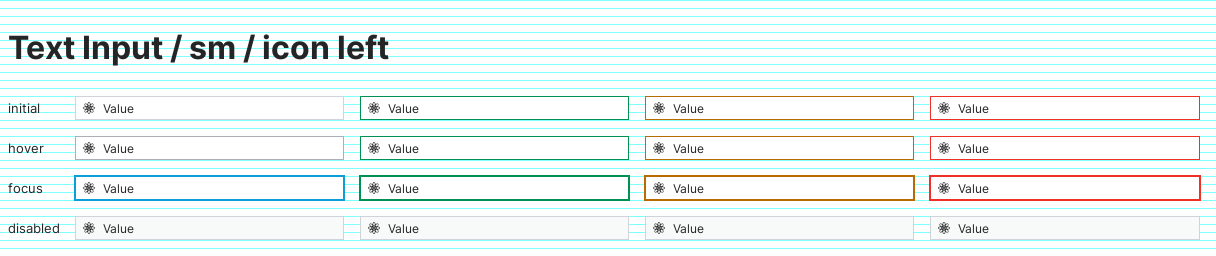 Text Input / sm / icon left
initial Value Value Value Value
hover Value Value Value Value
focus Value Value Value Value
disabled Value Value Value Value